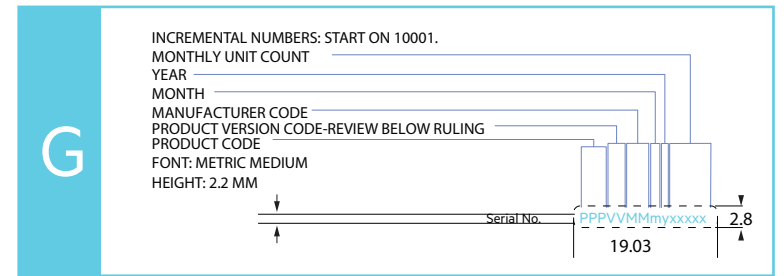 G
INCREMENTAL NUMBERS: START ON 10001.
MONTHLY UNIT COUNT
YEAR
MONTH
MANUFACTURER CODE
PRODUCT VERSION CODE-REVIEW BELOW RULING
PRODUCT CODE
FONT: METRIC MEDIUM
HEIGHT: 2.2 MM
Serial No. PPPVVMMmyxxxxx 2.8
19.03